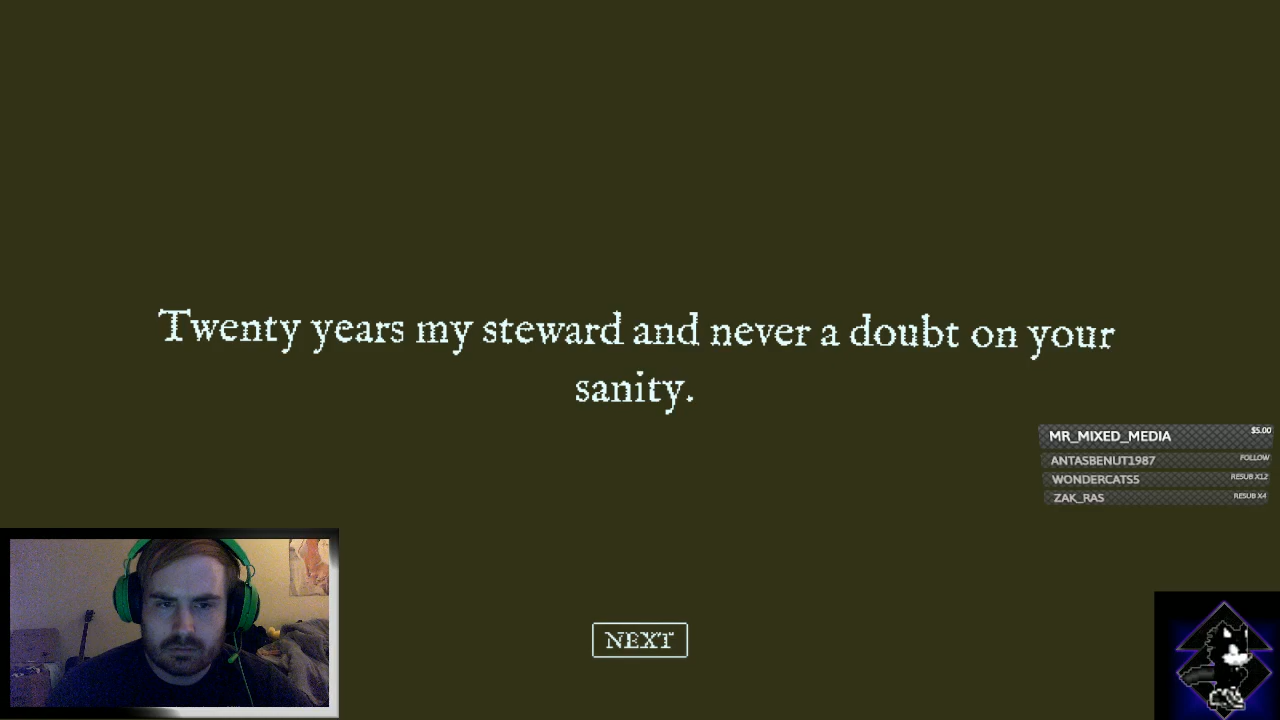 Twenty years my steward and never a doubt on your
sanity.
MR_MIXED_MEDIA $5.00
ANTASBENUT1987 FOLLOW
WONDERCATS5 RESUB X12
ZAK_RAS RESUB X4
NEXT